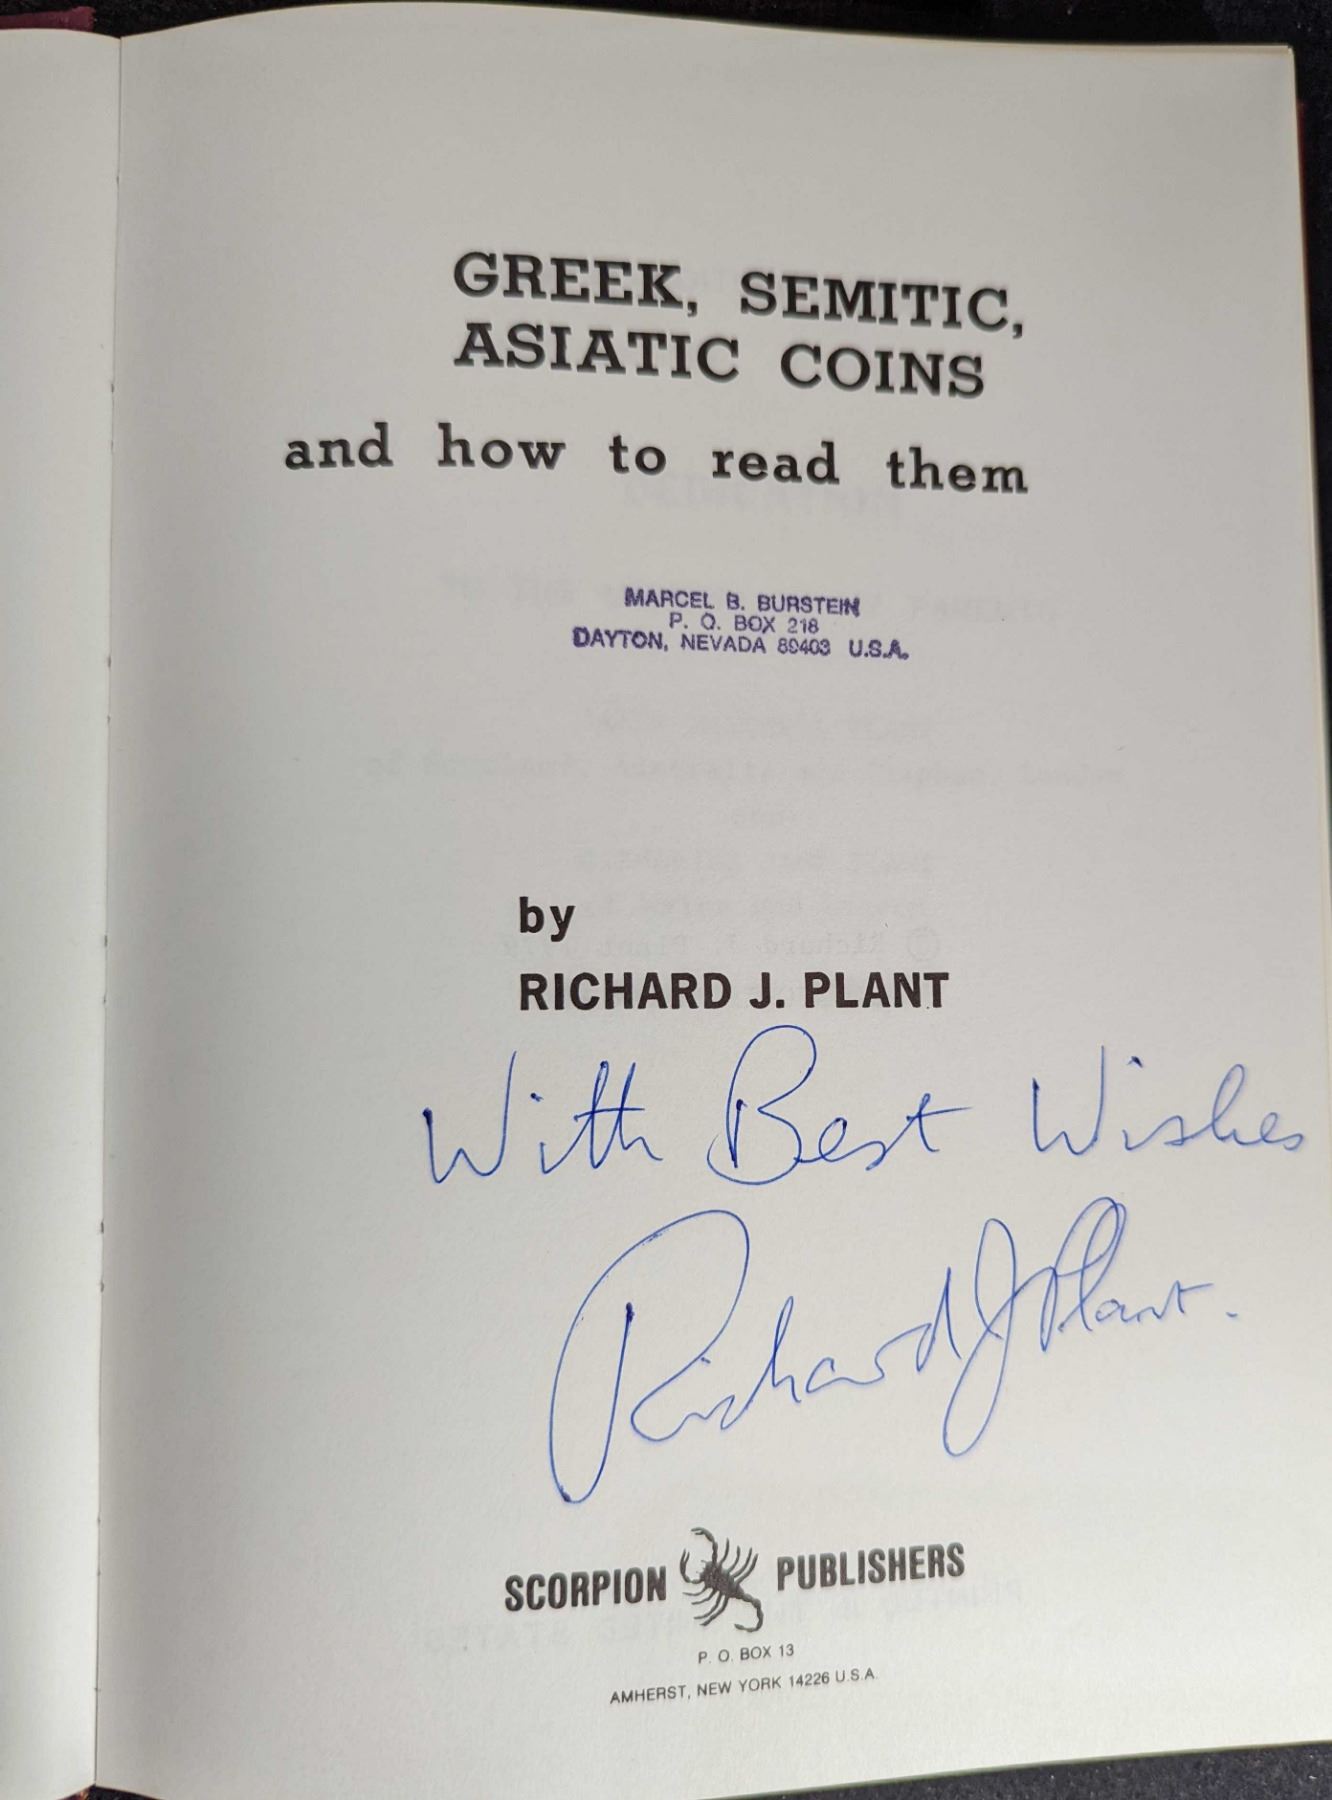 GREEK, SEMITIC,
ASIATIC COINS
and how to read them
MARCEL B. BURSTEIN
P. O. BOX 218
DAYTON, NEVADA 89403 U.S.A.
by
RICHARD J. PLANT
With Best Wishes
Richard J Plant.
SCORPION PUBLISHERS
P. O. BOX 13
AMHERST, NEW YORK 14226 U.S.A.